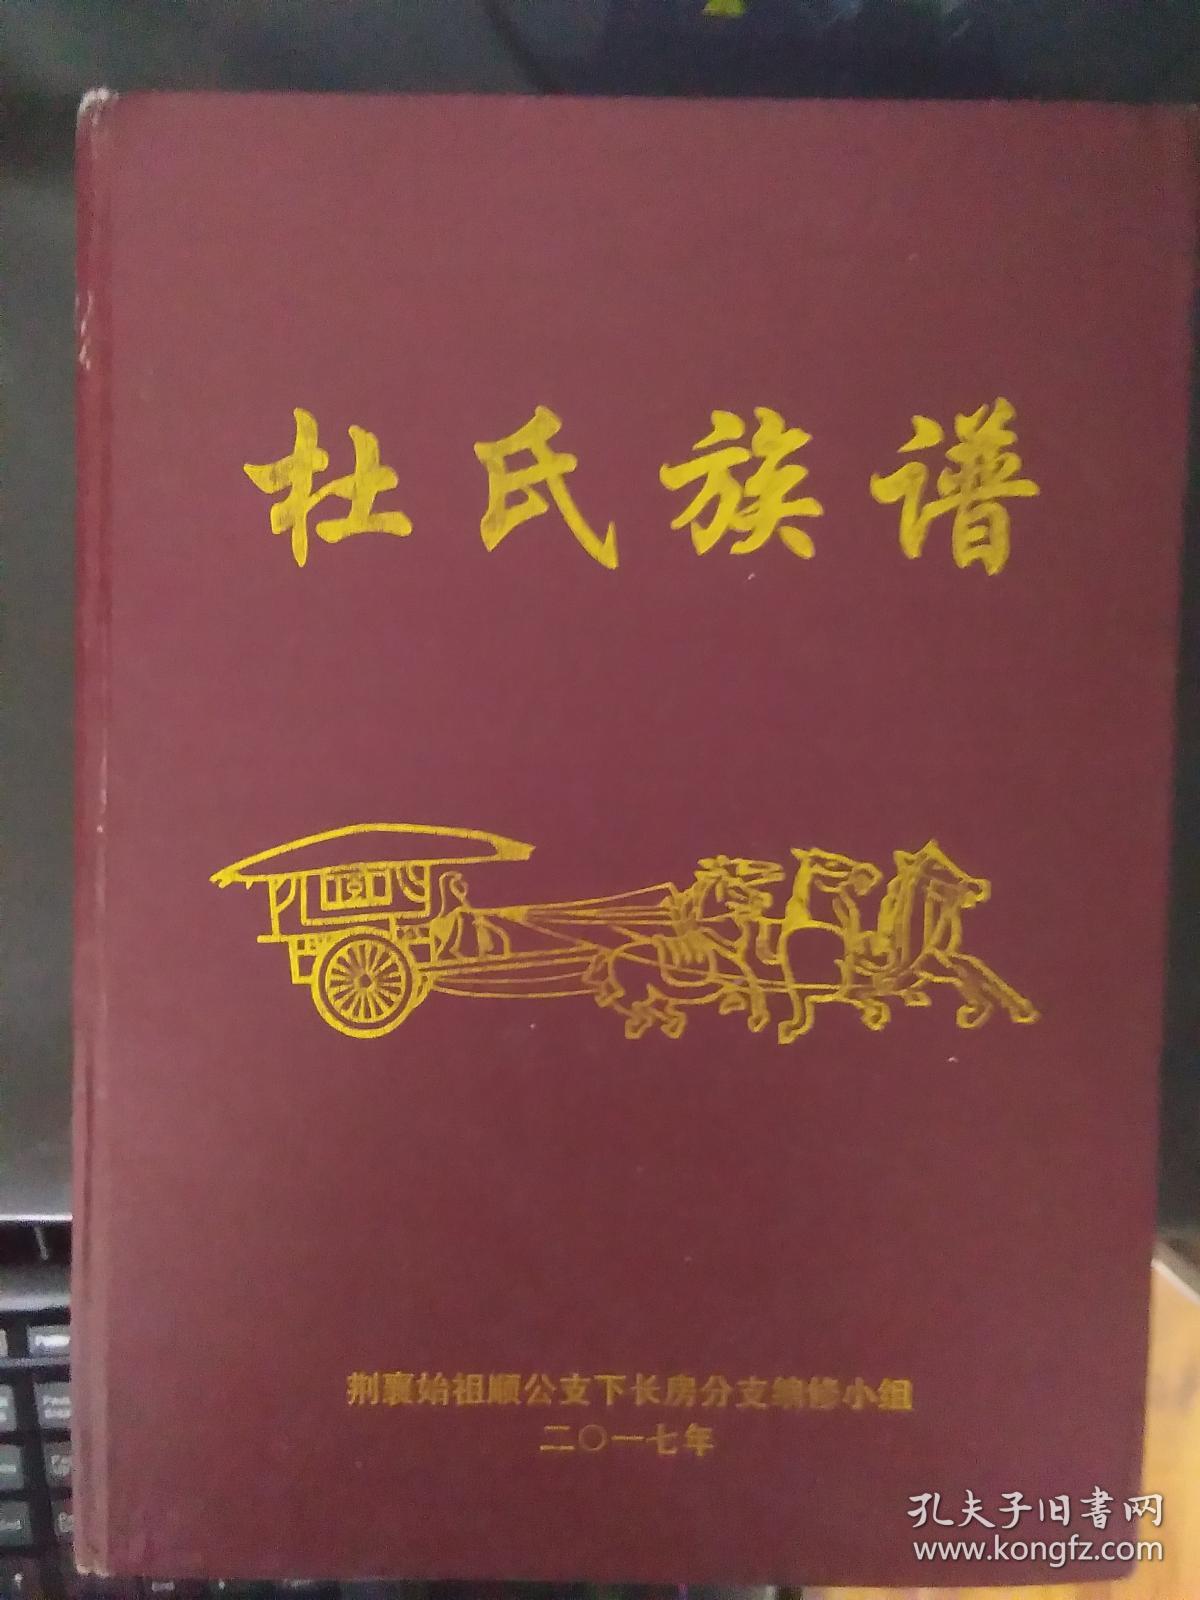 杜氏族谱
荆襄始祖顺公支下长房分支编修小组
二〇一七年
孔夫子旧书网
www.kongfz.com